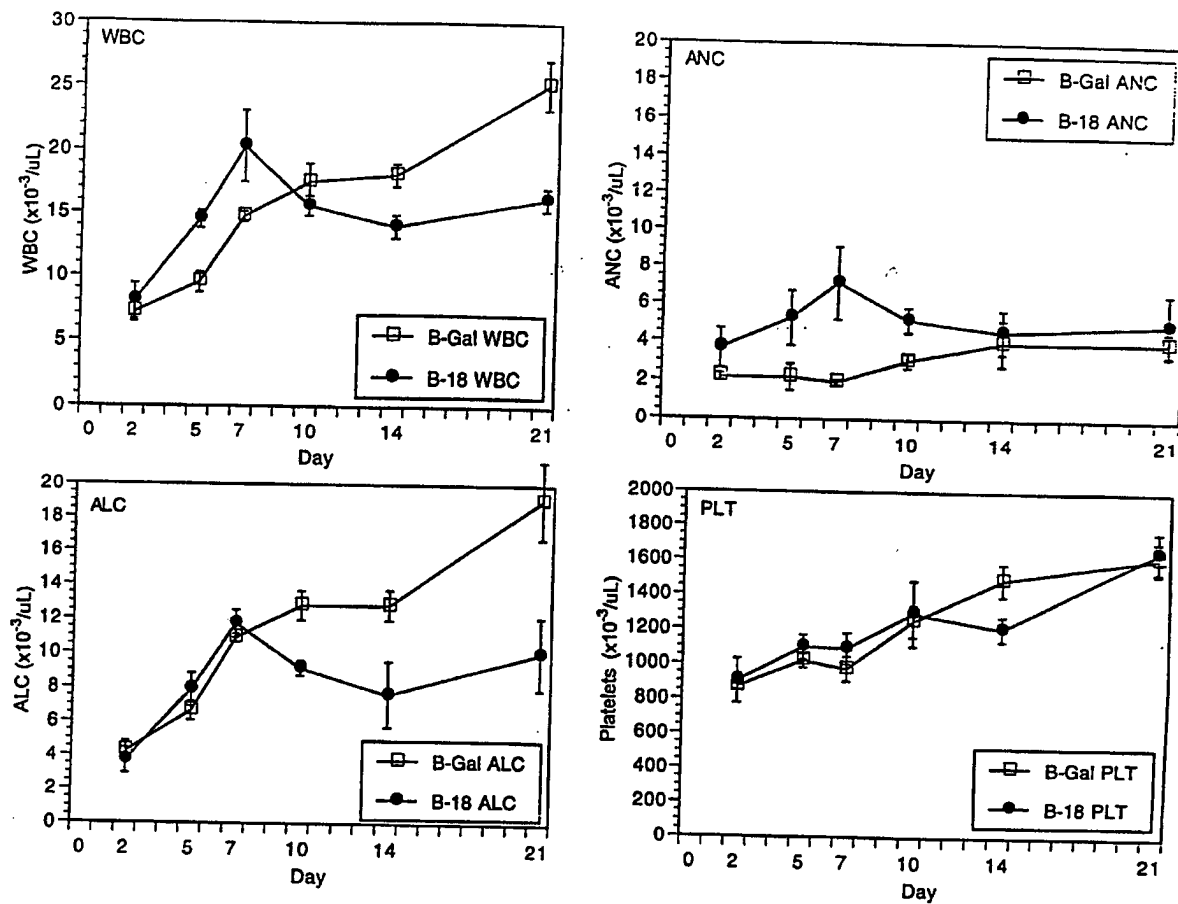 WBC
30
25
20
15
10
5
0
WBC (x10⁻³/uL)
B-Gal WBC
B-18 WBC
0 2 5 7 10 14 21
Day
ANC
20
18
16
14
12
10
8
6
4
2
0
ANC (x10⁻³/uL)
B-Gal ANC
B-18 ANC
0 2 5 7 10 14 21
Day
ALC
20
18
16
14
12
10
8
6
4
2
0
ALC (x10⁻³/uL)
B-Gal ALC
B-18 ALC
0 2 5 7 10 14 21
Day
PLT
2000
1800
1600
1400
1200
1000
800
600
400
200
0
Platelets (x10⁻³/uL)
B-Gal PLT
B-18 PLT
0 2 5 7 10 14 21
Day